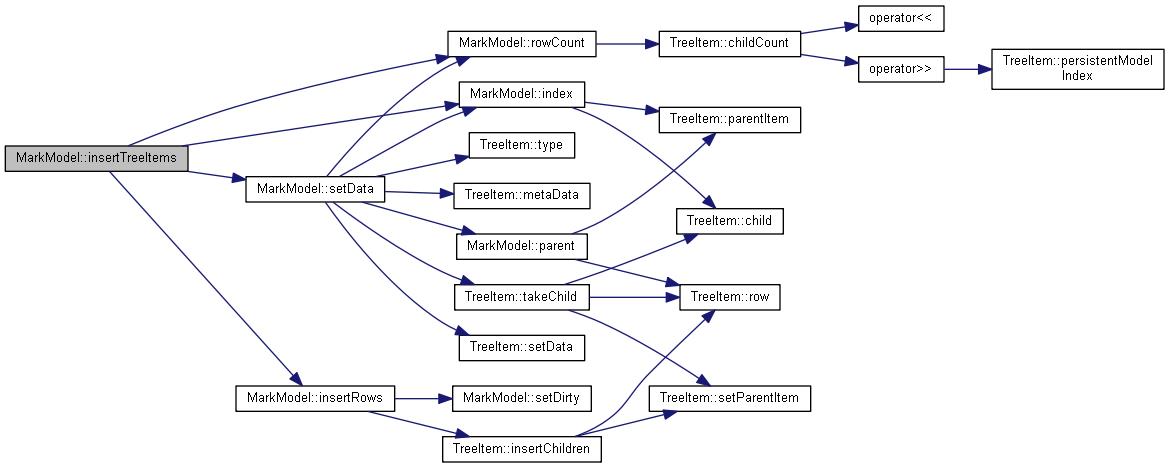 operator<<
MarkModel::rowCount
TreeItem::childCount
operator>>
TreeItem::persistentModel
Index
MarkModel::index
TreeItem::parentItem
TreeItem::type
MarkModel::insertTreeItems
MarkModel::setData
TreeItem::metaData
TreeItem::child
MarkModel::parent
TreeItem::takeChild
TreeItem::row
TreeItem::setData
MarkModel::insertRows
MarkModel::setDirty
TreeItem::setParentItem
TreeItem::insertChildren